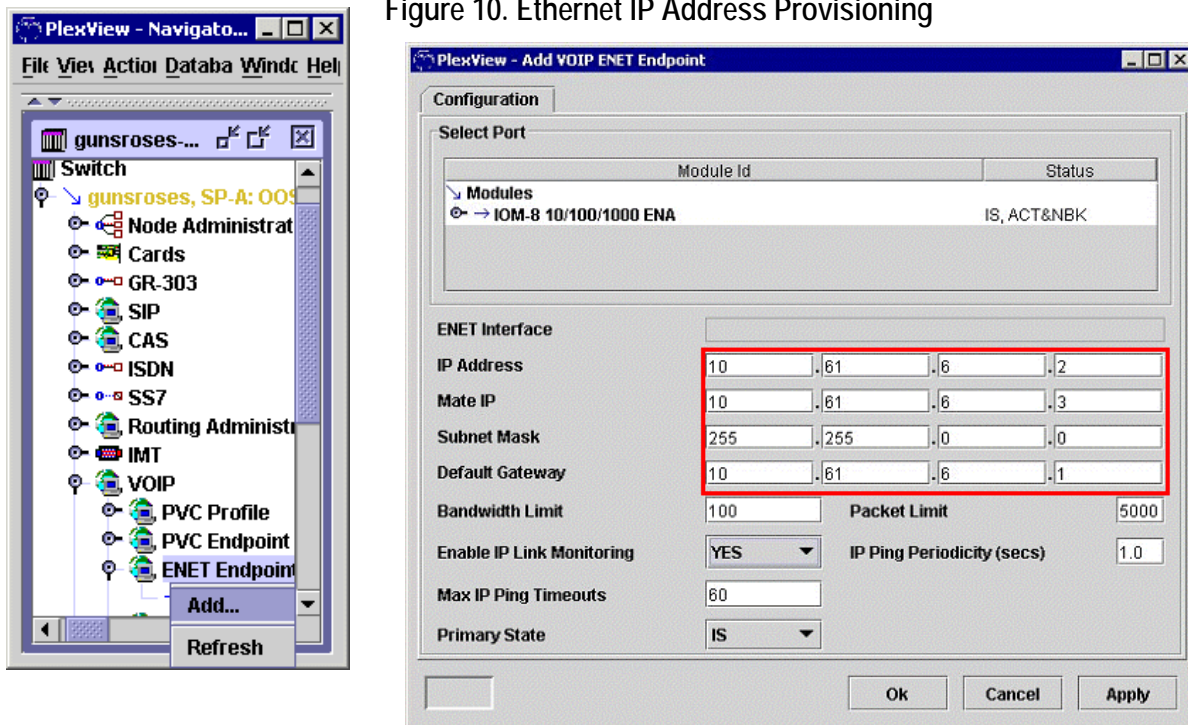 Figure 10. Ethernet IP Address Provisioning
PlexView - Navigato...
File View Action Databa Windo Help
gunsroses-...
Switch
gunsroses, SP-A: OOS
Node Administrat
Cards
GR-303
SIP
CAS
ISDN
SS7
Routing Administr
IMT
VOIP
PVC Profile
PVC Endpoint
ENET Endpoint
Add...
Refresh
PlexView - Add VOIP ENET Endpoint
Configuration
Select Port
Module Id Status
Modules
IOM-8 10/100/1000 ENA IS, ACT&NBK
ENET Interface
IP Address 10 . 61 . 6 . 2
Mate IP 10 . 61 . 6 . 3
Subnet Mask 255 . 255 . 0 . 0
Default Gateway 10 . 61 . 6 . 1
Bandwidth Limit 100 Packet Limit 5000
Enable IP Link Monitoring YES IP Ping Periodicity (secs) 1.0
Max IP Ping Timeouts 60
Primary State IS
Ok Cancel Apply